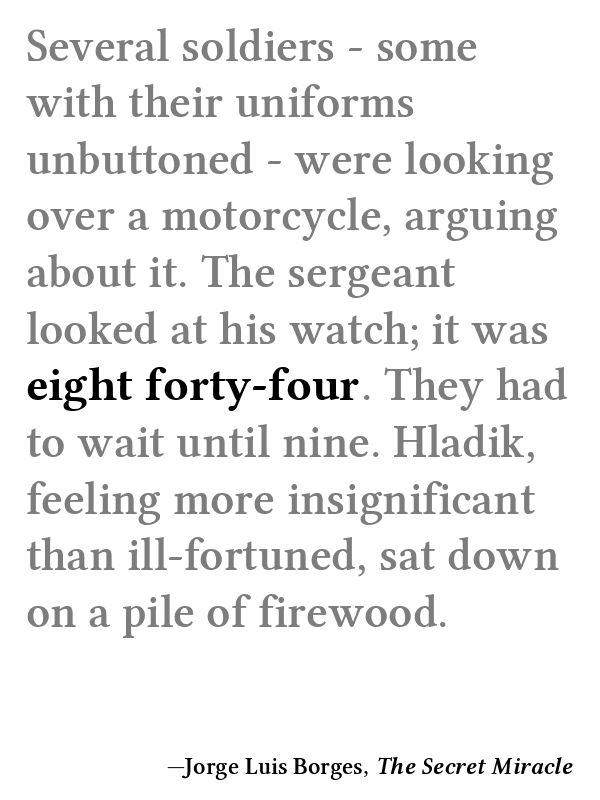 Several soldiers - some
with their uniforms
unbuttoned - were looking
over a motorcycle, arguing
about it. The sergeant
looked at his watch; it was
eight forty-four. They had
to wait until nine. Hladik,
feeling more insignificant
than ill-fortuned, sat down
on a pile of firewood.
—Jorge Luis Borges, The Secret Miracle